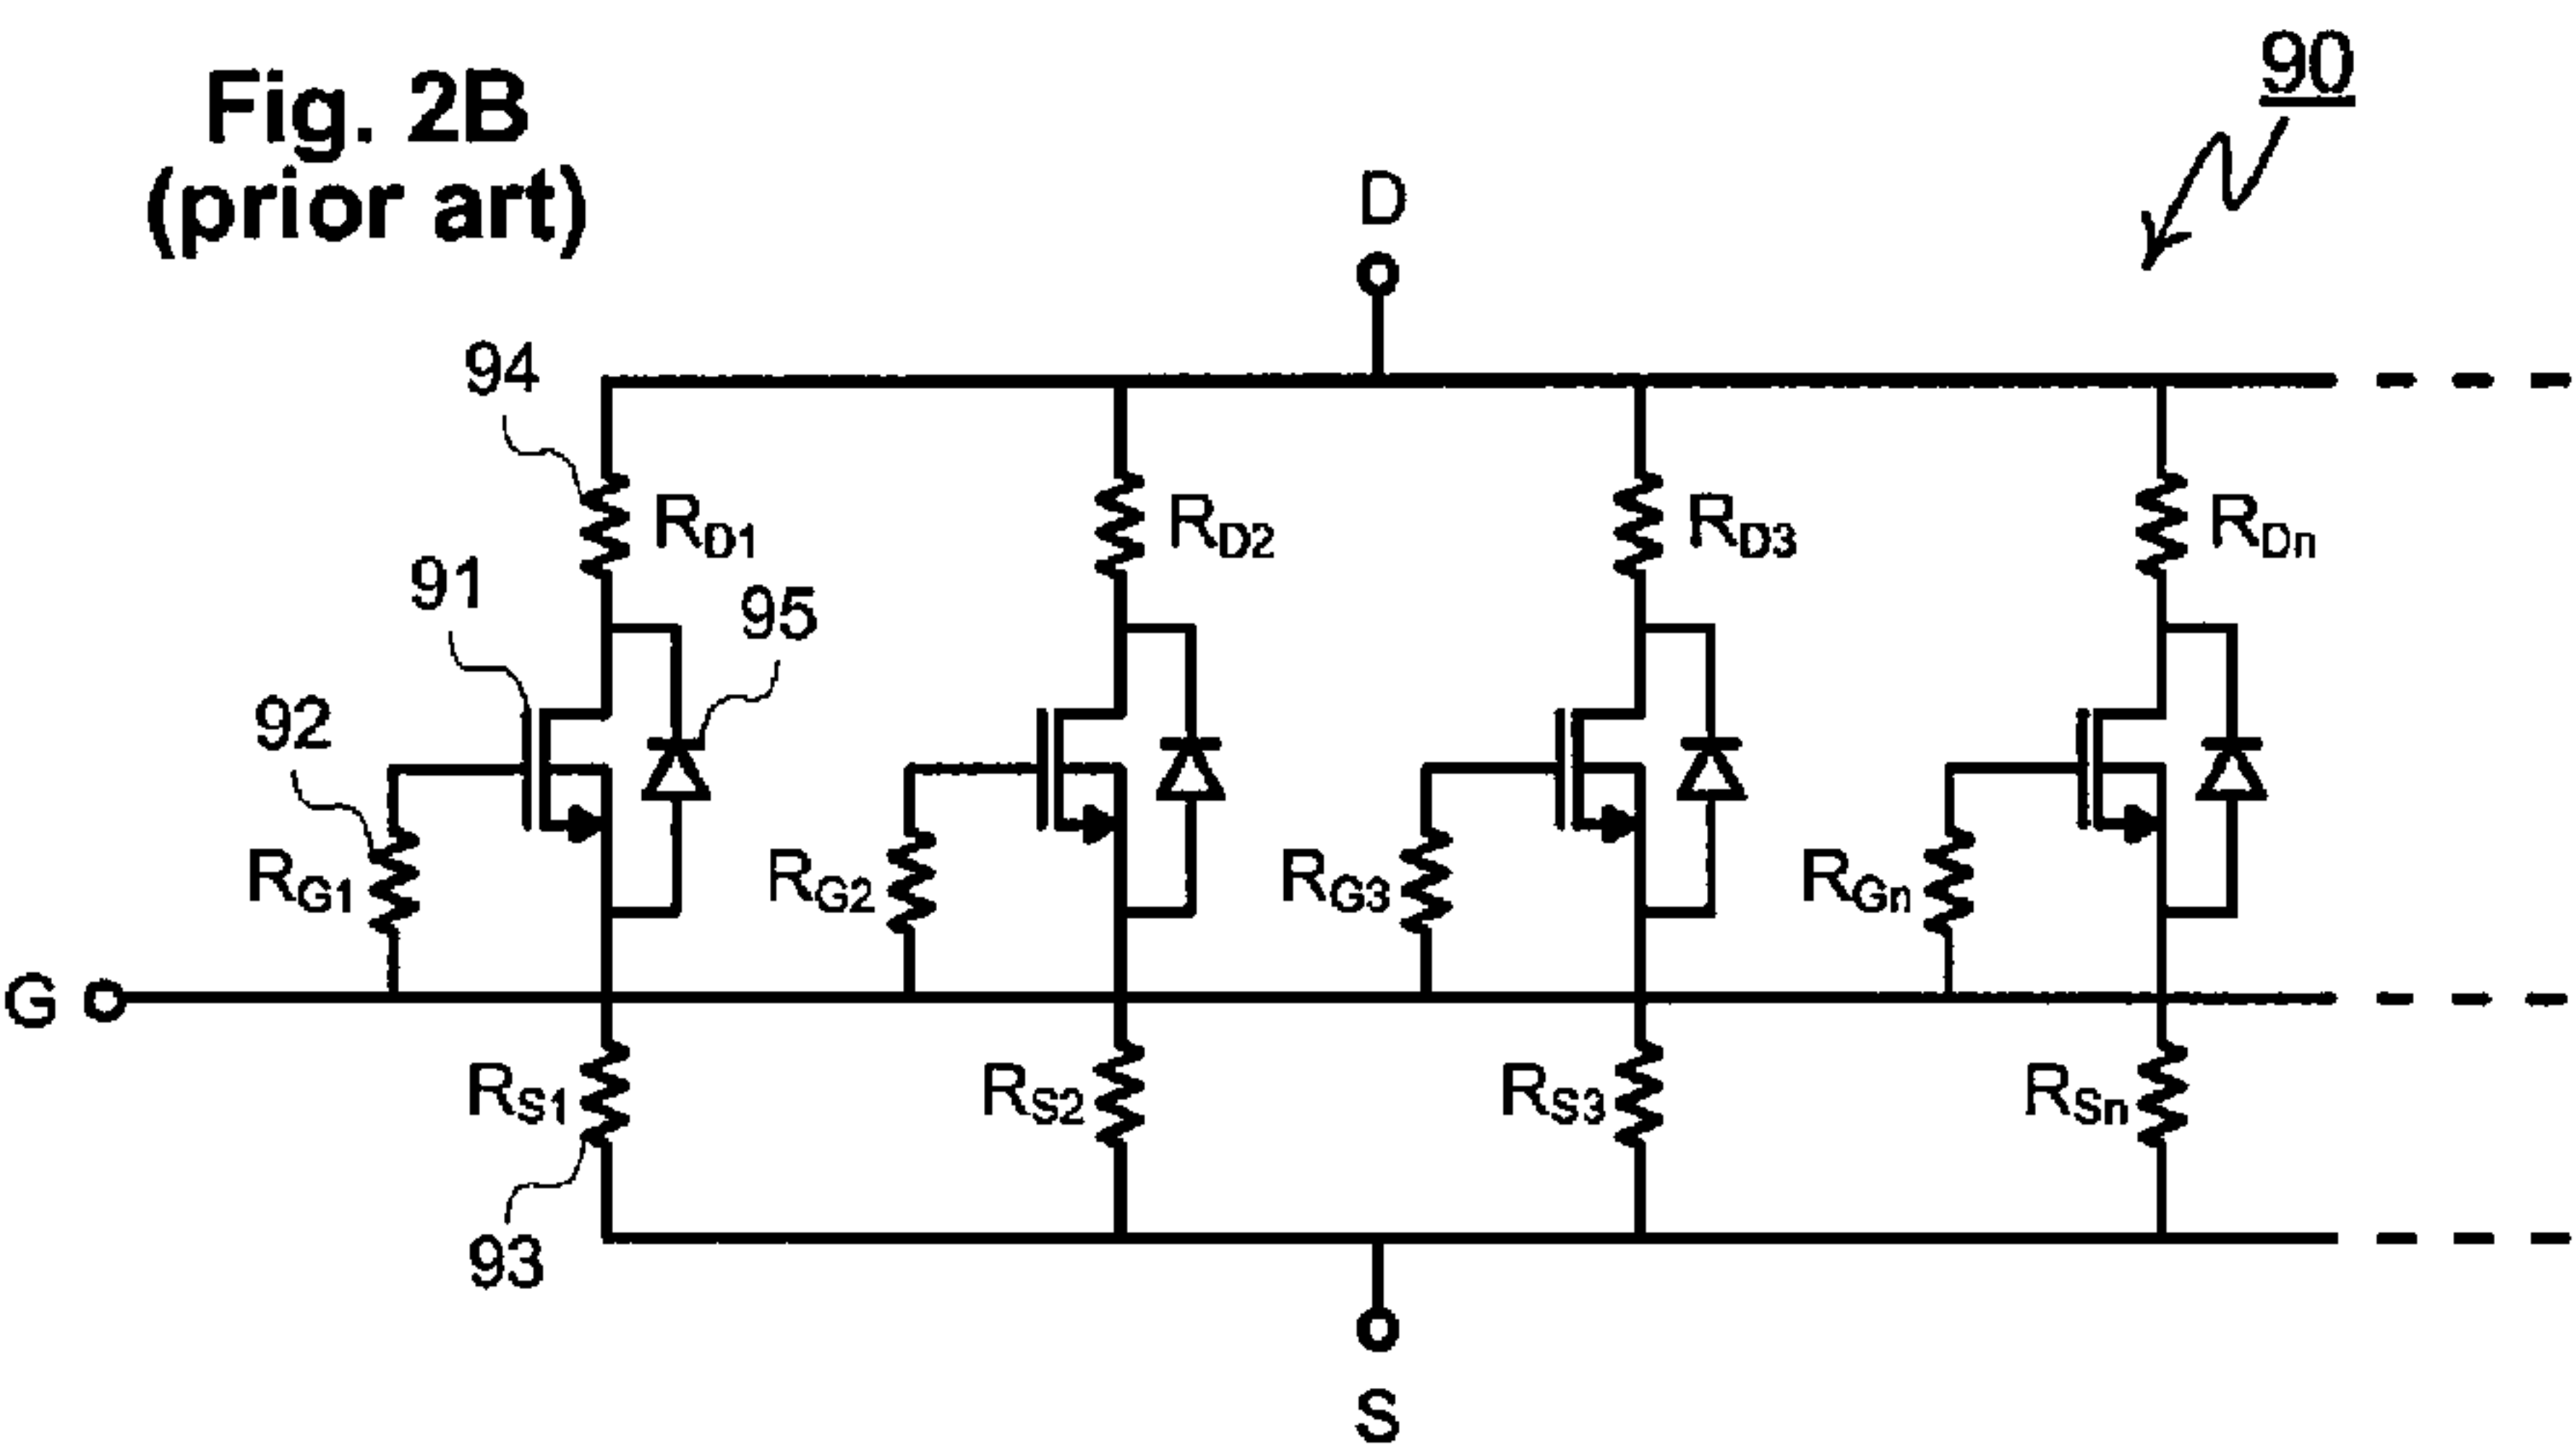 Fig. 2B
(prior art)
90
D
94
RD1
RD2
RD3
RDn
91
95
92
RG1
RG2
RG3
RGn
G
RS1
RS2
RS3
RSn
93
S